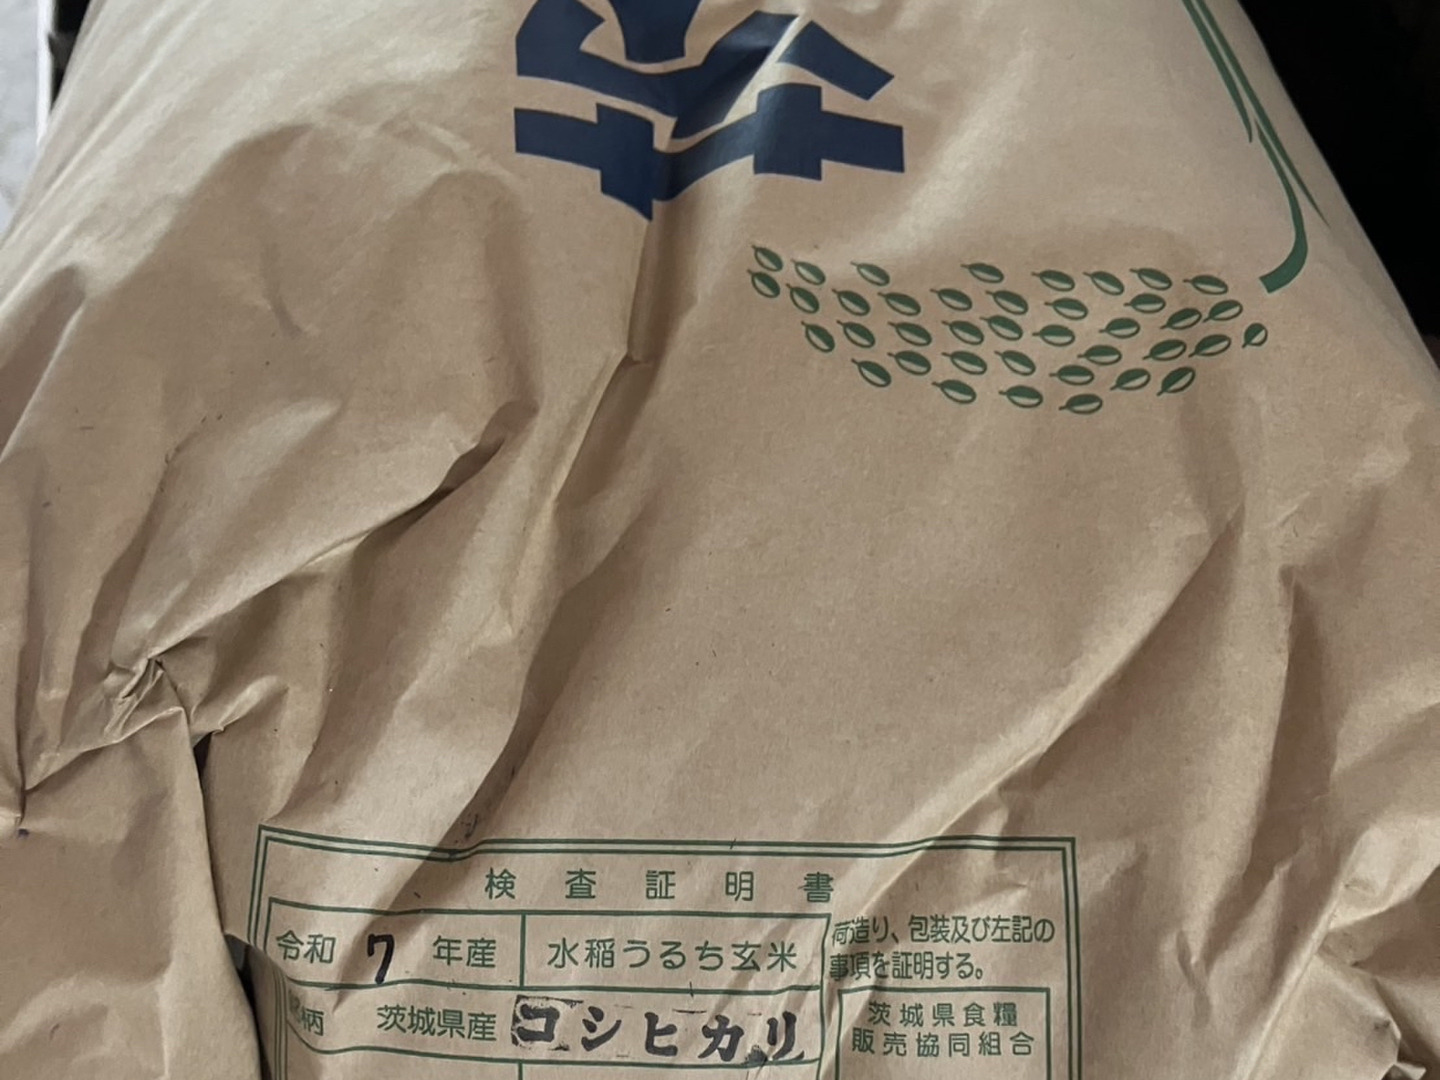 検査証明書
令和 7 年産 水稲うるち玄米
荷造り、包装及び左記の
事項を証明する。
銘柄 茨城県産 コシヒカリ
茨城県食糧
販売協同組合